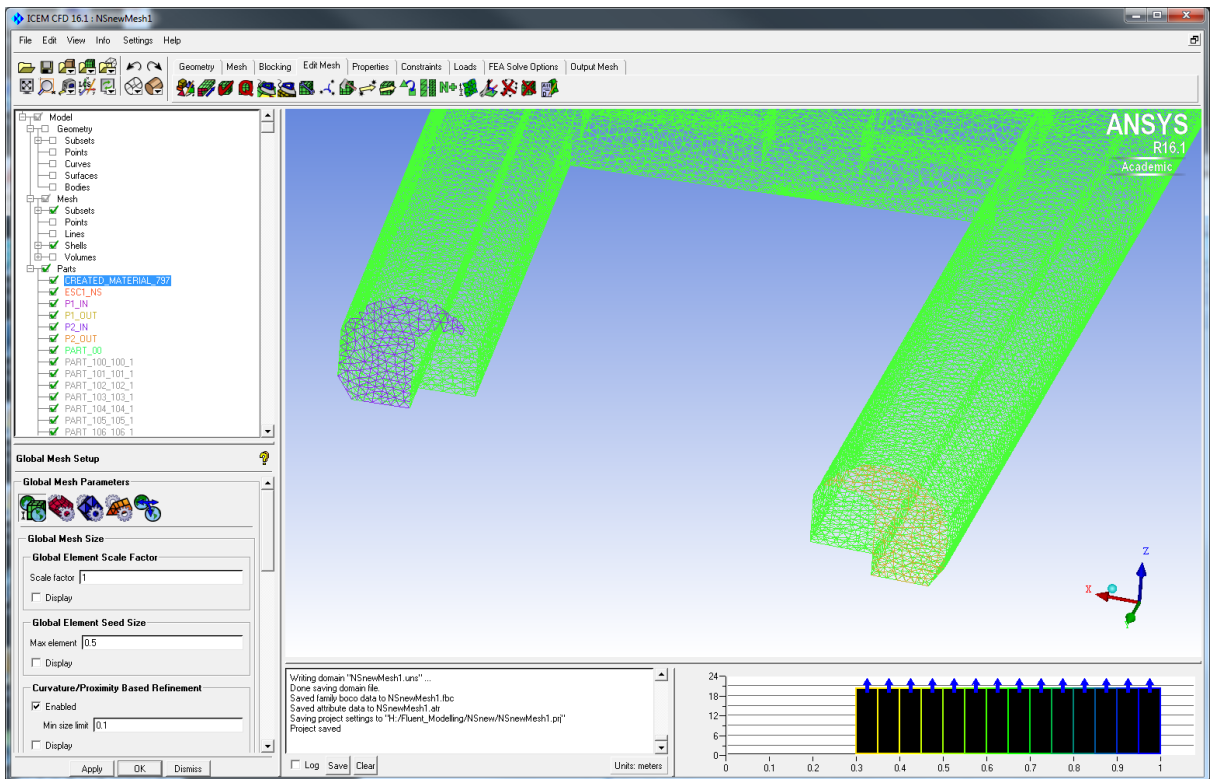 ICEM CFD 16.1 : NSnewMesh1
File Edit View Info Settings Help
Geometry Mesh Blocking Edit Mesh Properties Constraints Loads FEA Solve Options Output Mesh
Model
Geometry
Subsets
Points
Curves
Surfaces
Bodies
Mesh
Subsets
Points
Lines
Shells
Volumes
Parts
CREATED_MATERIAL_797
ESC1_NS
P1_IN
P1_OUT
P2_IN
P2_OUT
PART_00
PART_100_100_1
PART_101_101_1
PART_102_102_1
PART_103_103_1
PART_104_104_1
PART_105_105_1
PART_106_106_1
Global Mesh Setup
Global Mesh Parameters
Global Mesh Size
Global Element Scale Factor
Scale factor 1
Display
Global Element Seed Size
Max element 0.5
Display
Curvature/Proximity Based Refinement
Enabled
Min size limit 0.1
Display
Apply OK Dismiss
ANSYS
R16.1
Academic
Z
X
Y
Writing domain "NSnewMesh1.uns" ...
Done saving domain file.
Saved family boco data to NSnewMesh1.fbc
Saved attribute data to NSnewMesh1.atr
Saving project settings to "H:/Fluent_Modelling/NSnew/NSnewMesh1.prj"
Project saved
Log Save Clear
Units: meters
24
18
12
6
0
0 0.1 0.2 0.3 0.4 0.5 0.6 0.7 0.8 0.9 1